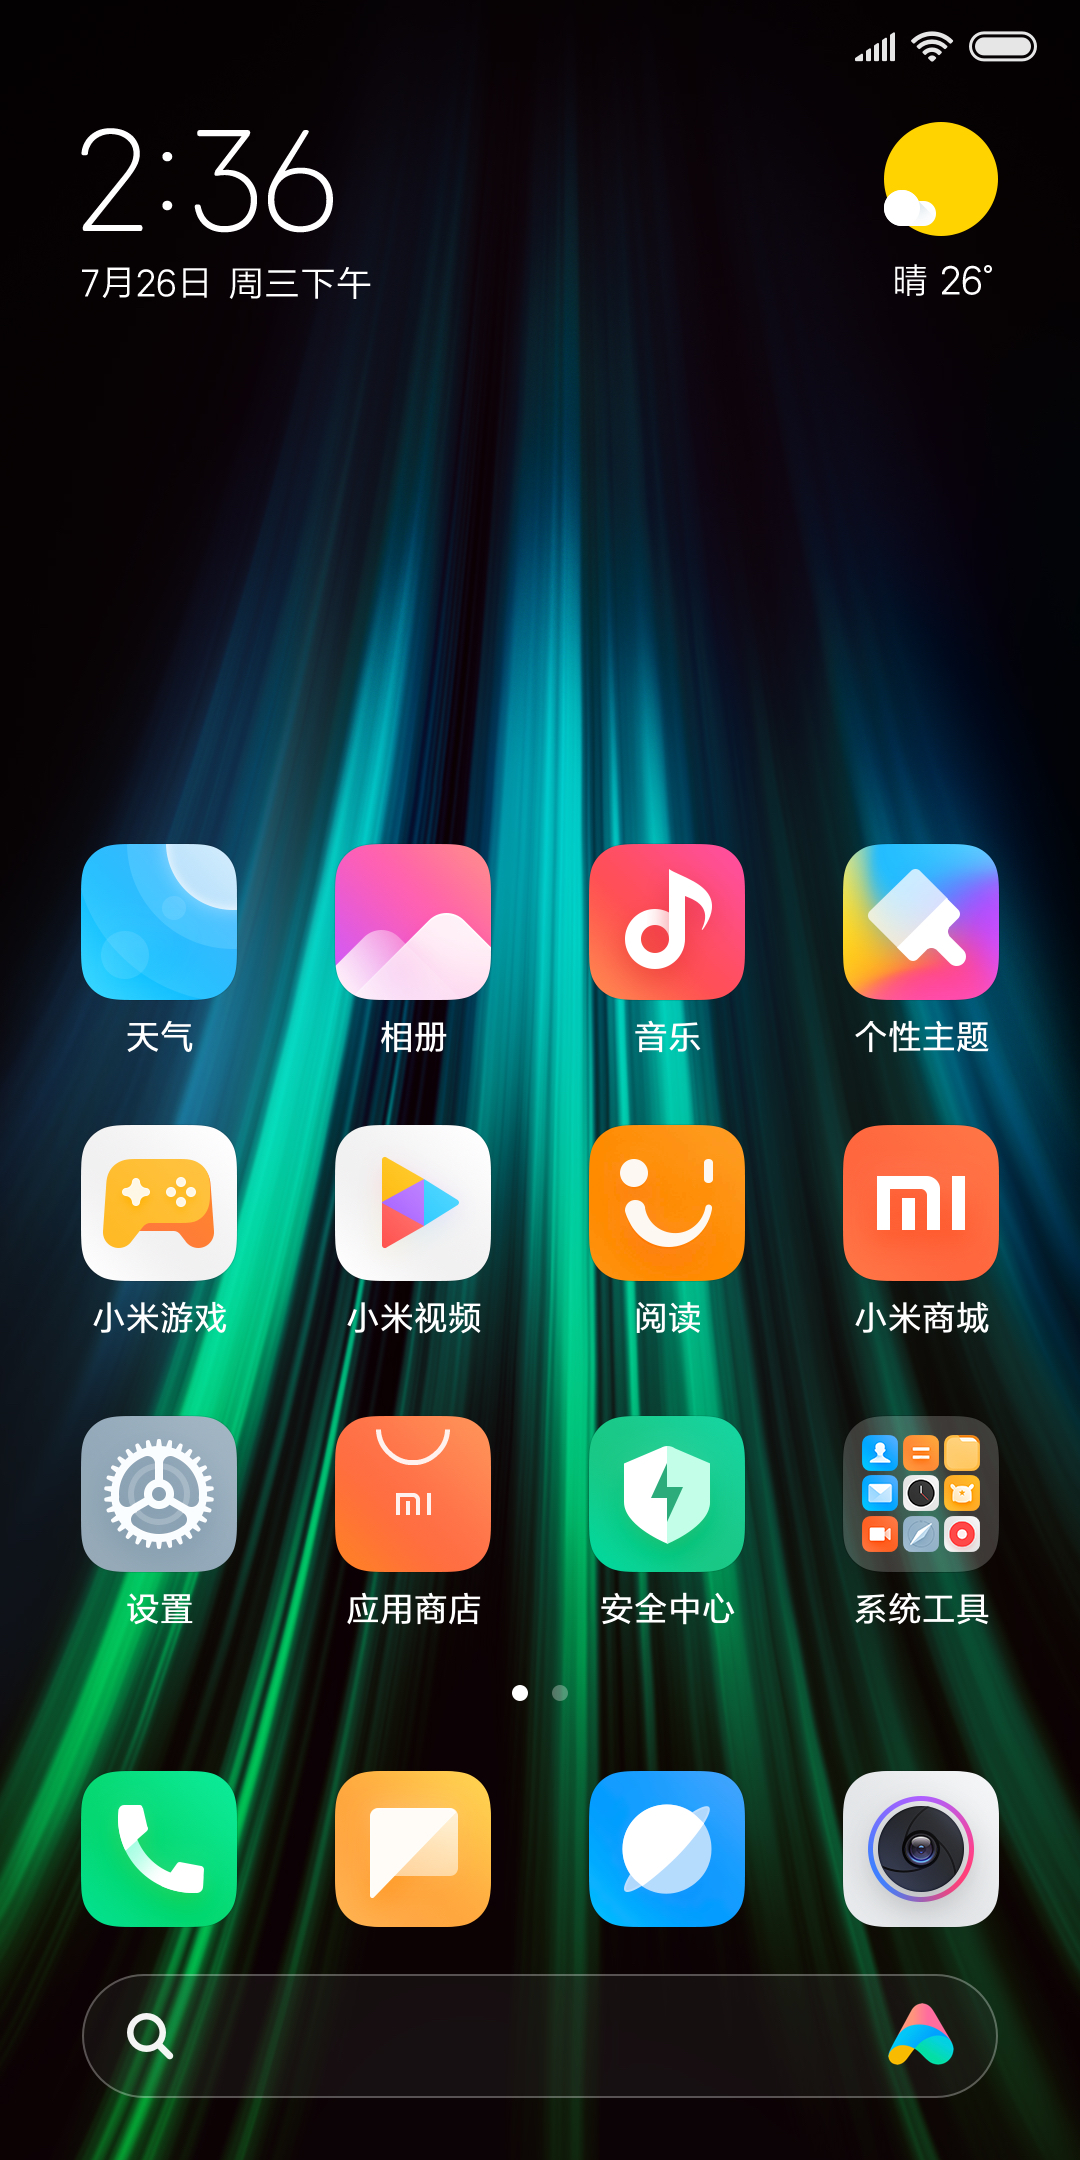 2:36
7月26日 周三下午
晴 26°
天气
相册
音乐
个性主题
小米游戏
小米视频
阅读
小米商城
设置
应用商店
安全中心
系统工具